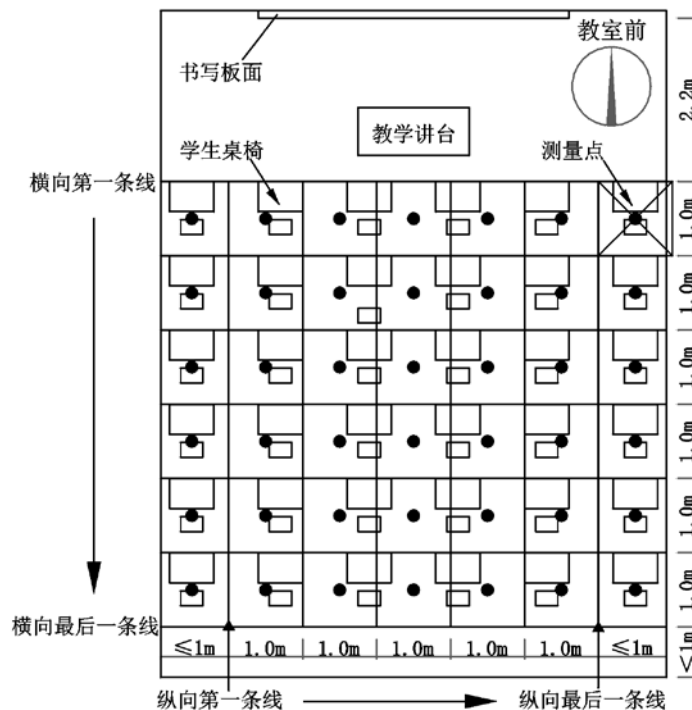 教室前
书写板面
2.2m
教学讲台
学生桌椅
测量点
横向第一条线
1.0m
1.0m
1.0m
1.0m
1.0m
1.0m
横向最后一条线
≤1m 1.0m 1.0m 1.0m 1.0m 1.0m ≤1m
<1m
纵向第一条线
纵向最后一条线